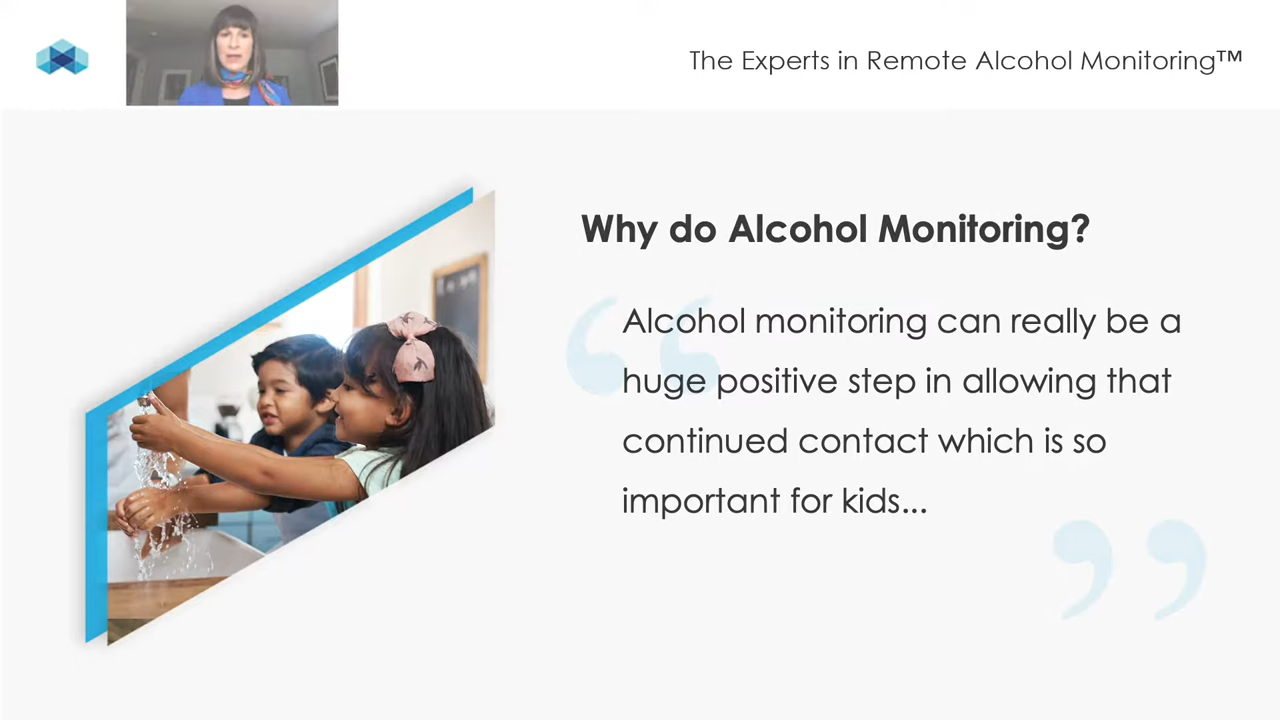 The Experts in Remote Alcohol Monitoring™
Why do Alcohol Monitoring?
“
Alcohol monitoring can really be a
huge positive step in allowing that
continued contact which is so
important for kids...
”